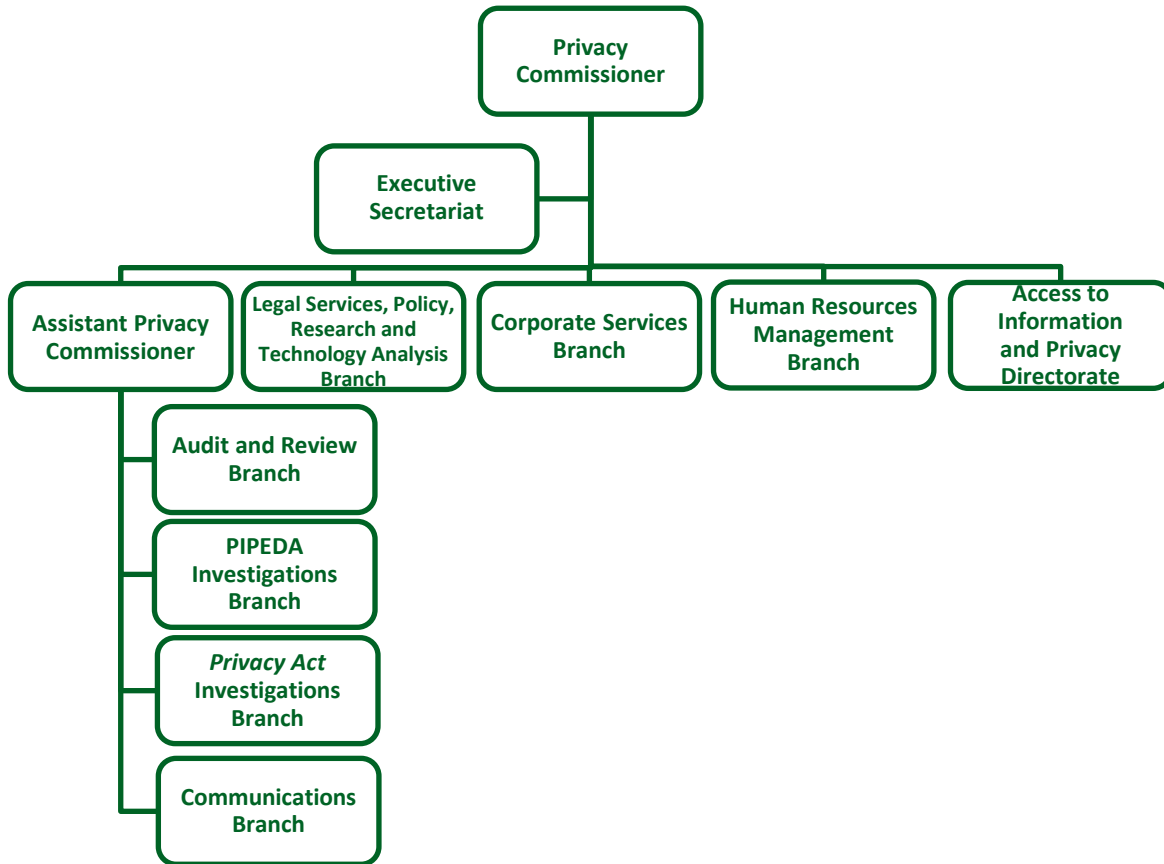 Privacy
Commissioner
Executive
Secretariat
Assistant Privacy
Commissioner
Legal Services, Policy,
Research and
Technology Analysis
Branch
Corporate Services
Branch
Human Resources
Management
Branch
Access to
Information
and Privacy
Directorate
Audit and Review
Branch
PIPEDA
Investigations
Branch
Privacy Act
Investigations
Branch
Communications
Branch